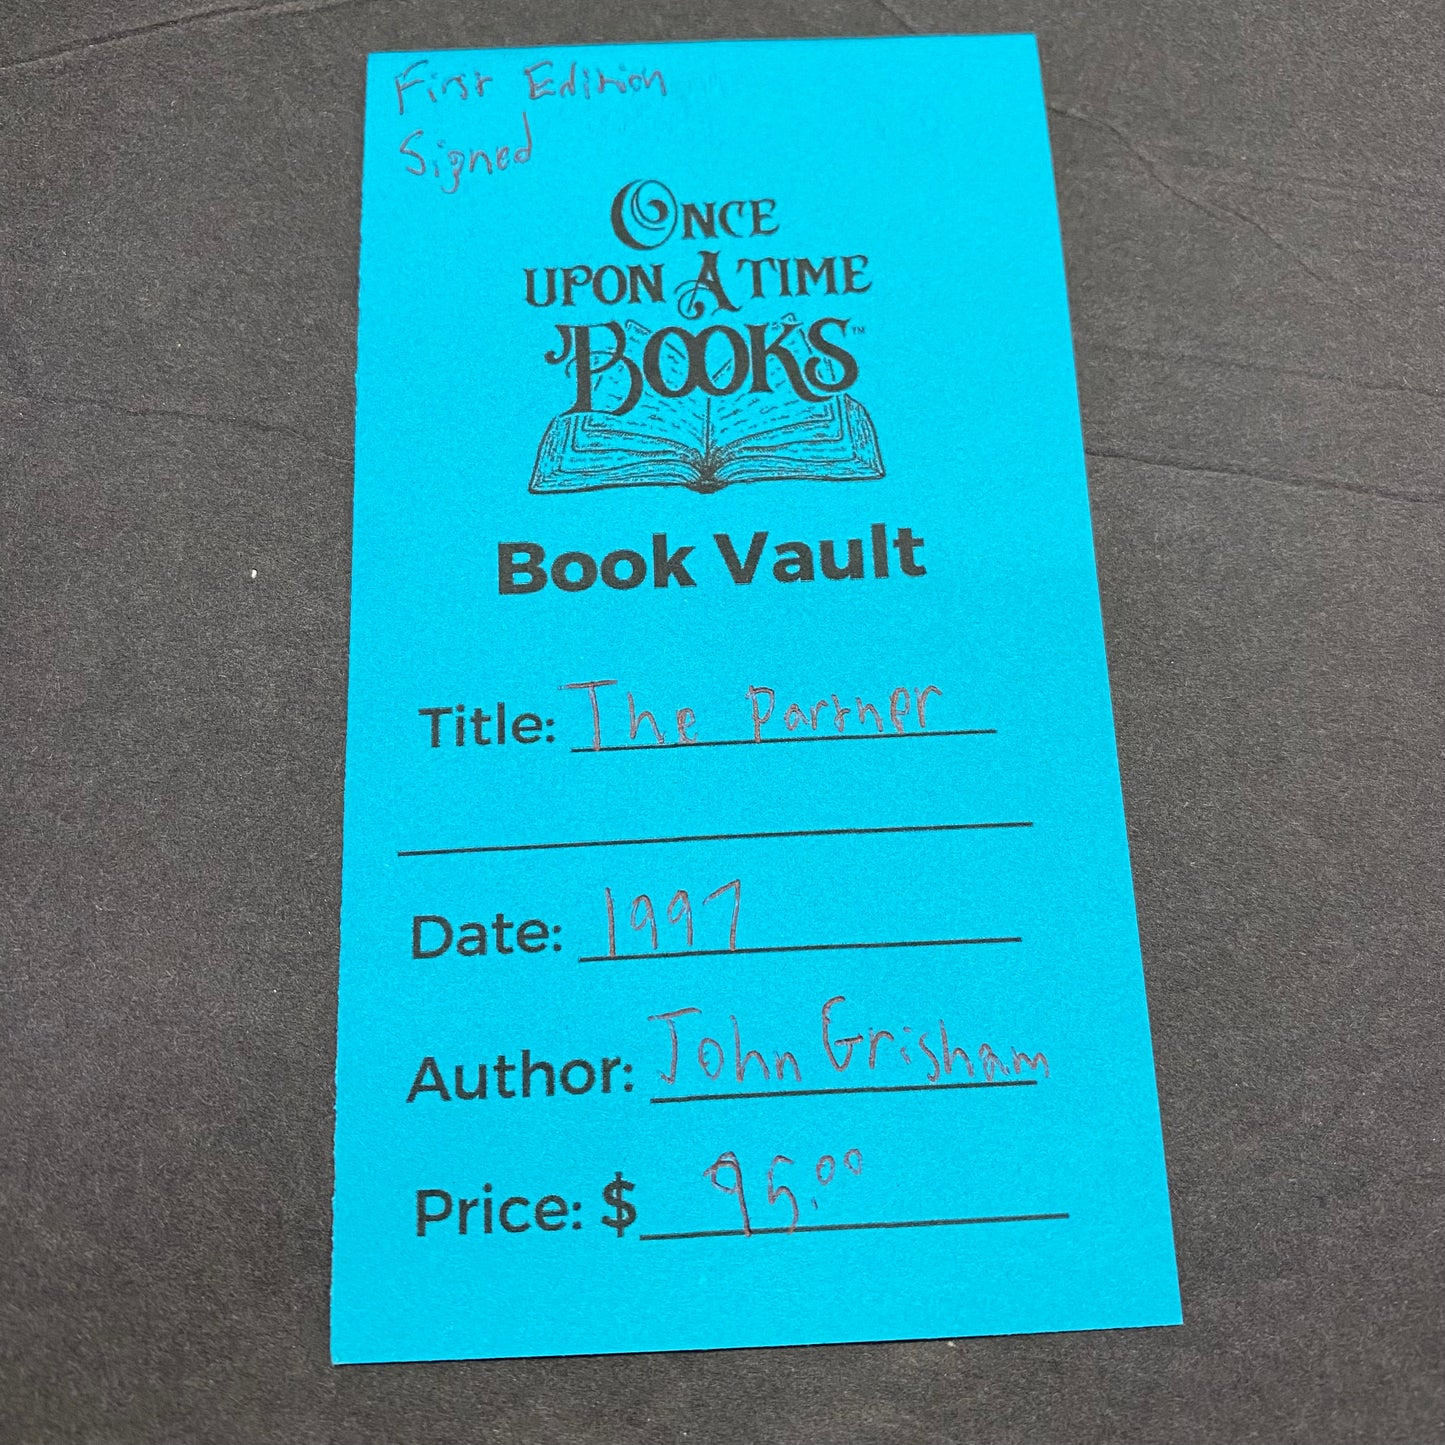 First Edition
Signed
ONCE
UPON A TIME
BOOKS™
Book Vault
Title: The Partner
Date: 1997
Author: John Grisham
Price: $ 95.00